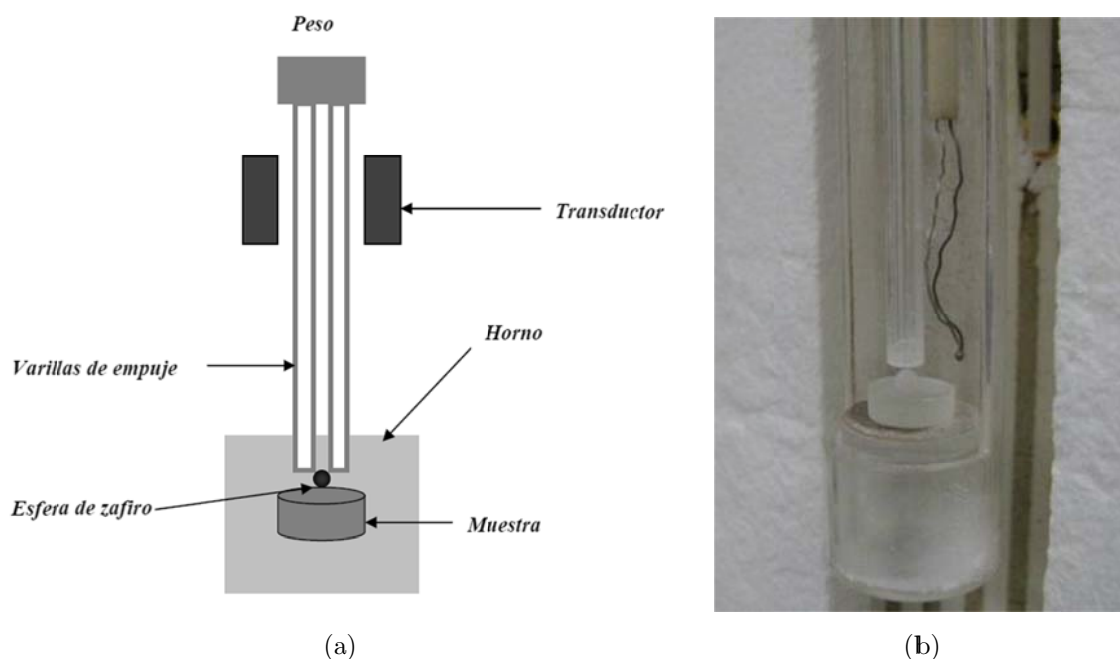 Peso
Transductor
Horno
Varillas de empuje
Esfera de zafiro
Muestra
(a)
(b)